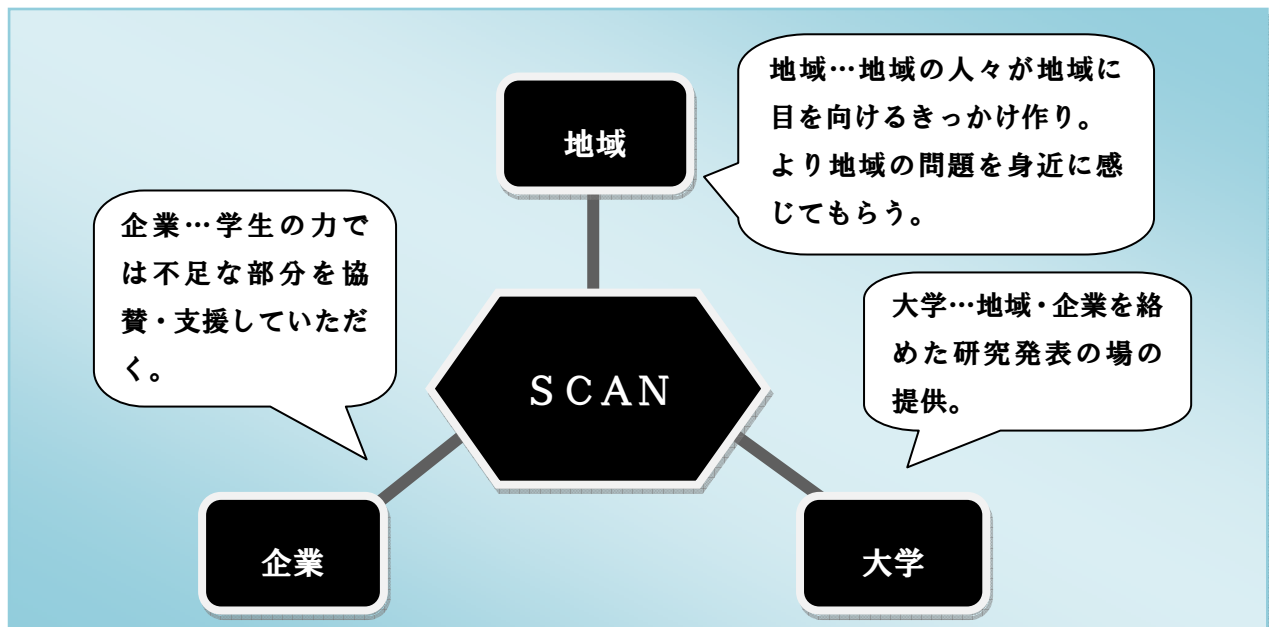 地域…地域の人々が地域に
目を向けるきっかけ作り。
より地域の問題を身近に感
じてもらう。
地域
企業…学生の力で
は不足な部分を協
賛・支援していただ
く。
大学…地域・企業を絡
めた研究発表の場の
提供。
ＳＣＡＮ
企業
大学